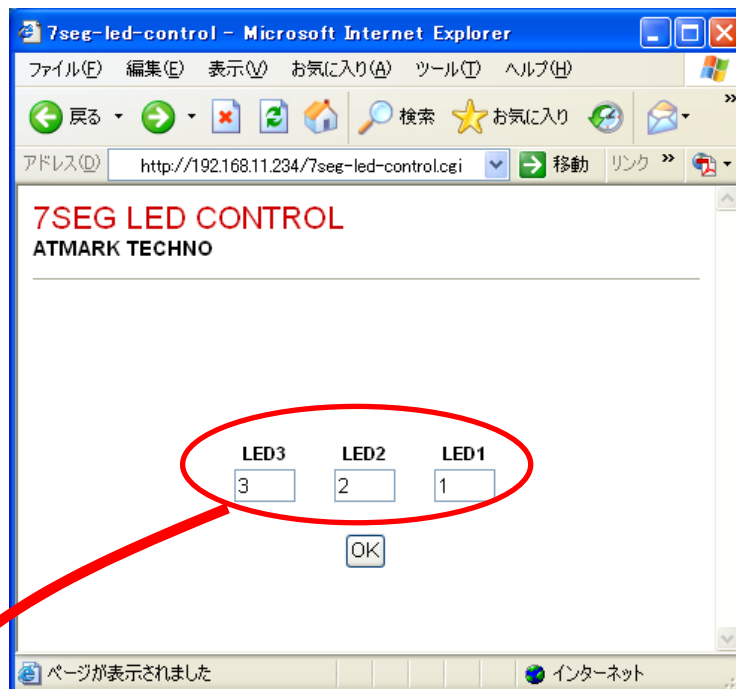 7seg-led-control - Microsoft Internet Explorer
ファイル(F) 編集(E) 表示(V) お気に入り(A) ツール(T) ヘルプ(H)
戻る 検索 お気に入り »
アドレス(D) http://192.168.11.234/7seg-led-control.cgi 移動 リンク »
7SEG LED CONTROL
ATMARK TECHNO
LED3 LED2 LED1
3 2 1
OK
ページが表示されました インターネット